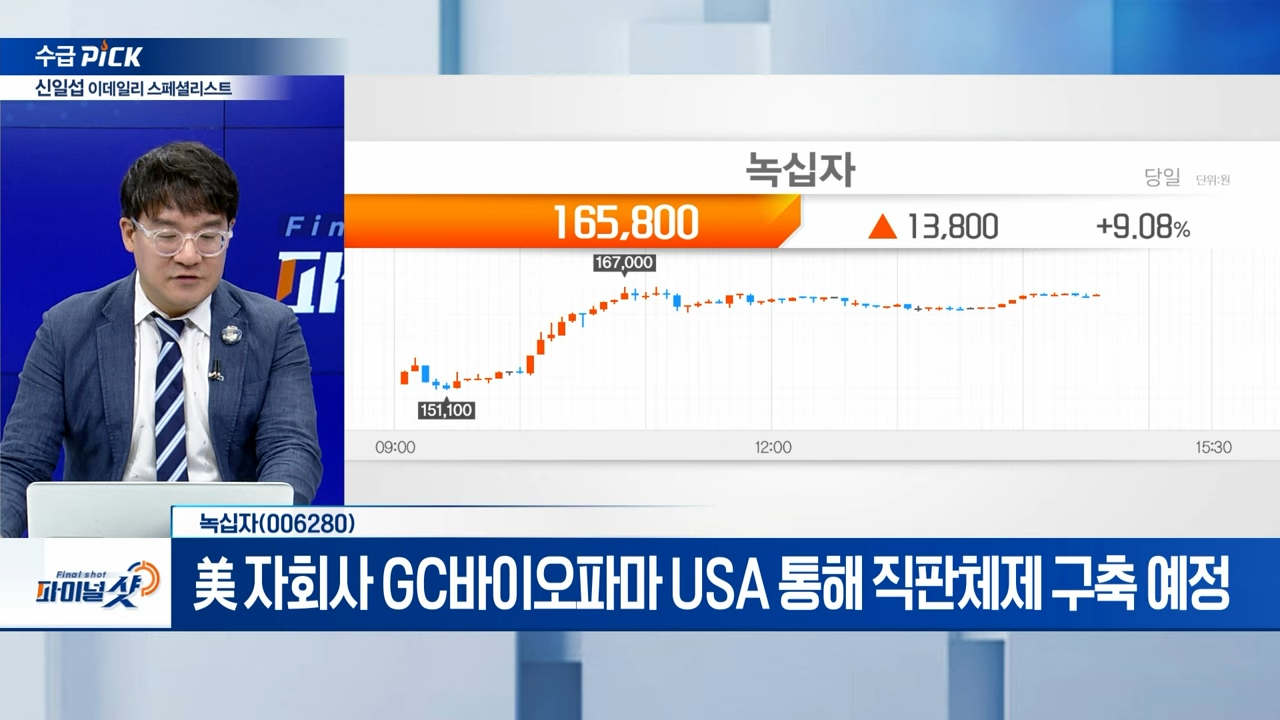 수급 PiCK
신일섭 이데일리 스페셜리스트
Fin
파
녹십자
당일 단위:원
165,800 ▲ 13,800 +9.08%
167,000
151,100
09:00 12:00 15:30
녹십자(006280)
Final shot
파이널샷
美 자회사 GC바이오파마 USA 통해 직판체제 구축 예정